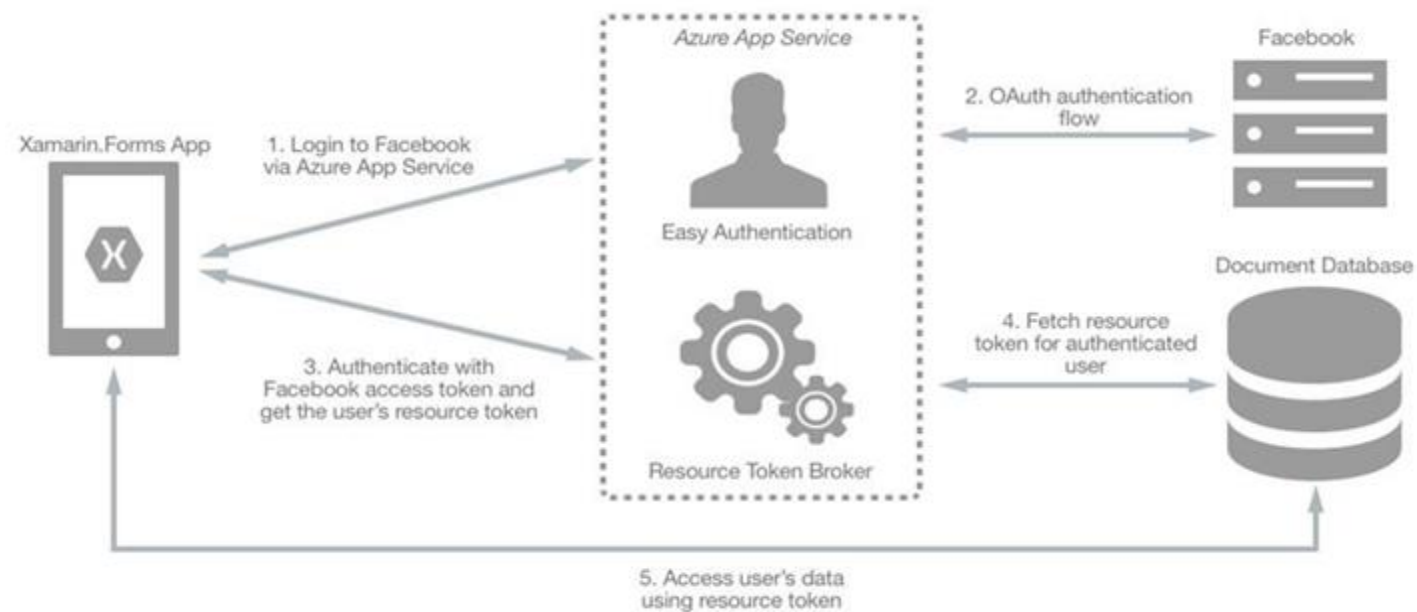 Azure App Service
Facebook
Xamarin.Forms App
1. Login to Facebook
via Azure App Service
2. OAuth authentication
flow
Easy Authentication
Document Database
3. Authenticate with
Facebook access token and
get the user's resource token
4. Fetch resource
token for authenticated
user
Resource Token Broker
5. Access user's data
using resource token